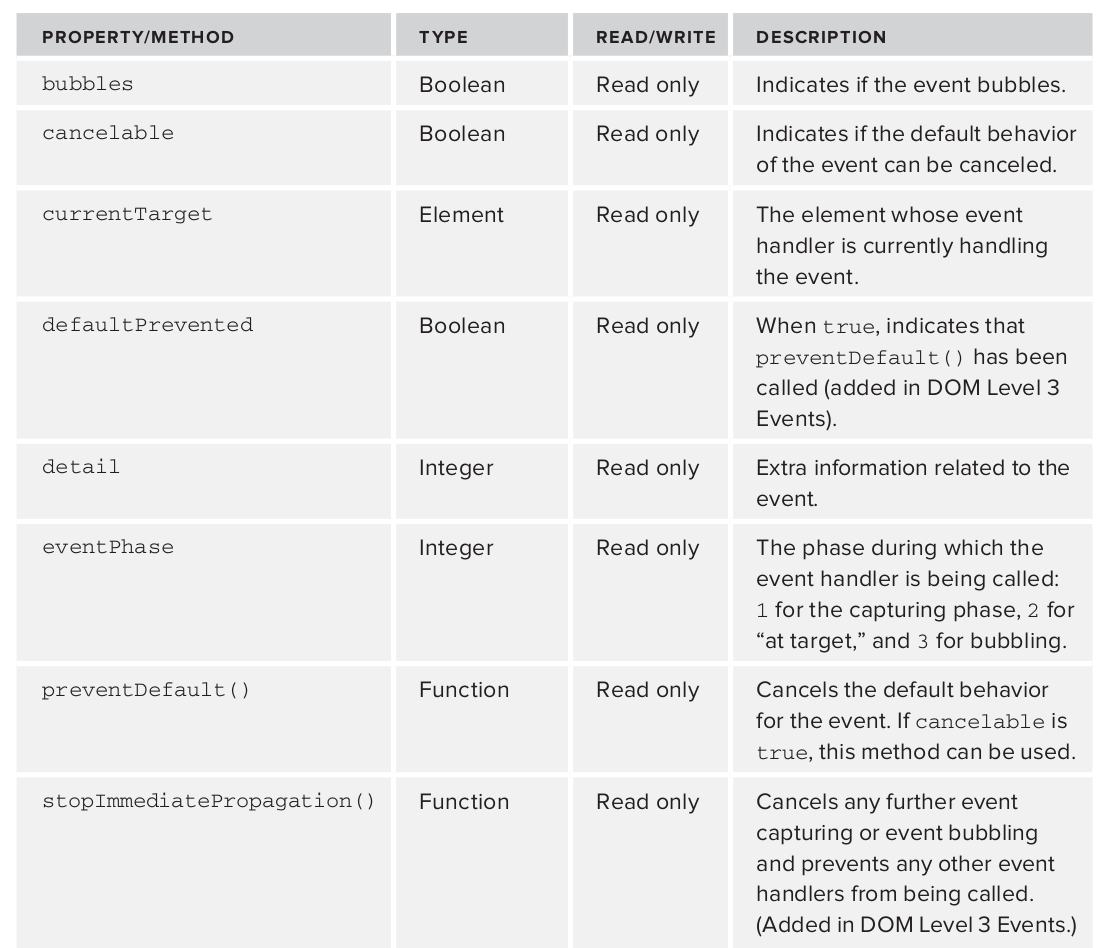 PROPERTY/METHOD TYPE READ/WRITE DESCRIPTION
bubbles Boolean Read only Indicates if the event bubbles.
cancelable Boolean Read only Indicates if the default behavior
of the event can be canceled.
currentTarget Element Read only The element whose event
handler is currently handling
the event.
defaultPrevented Boolean Read only When true, indicates that
preventDefault() has been
called (added in DOM Level 3
Events).
detail Integer Read only Extra information related to the
event.
eventPhase Integer Read only The phase during which the
event handler is being called:
1 for the capturing phase, 2 for
“at target,” and 3 for bubbling.
preventDefault() Function Read only Cancels the default behavior
for the event. If cancelable is
true, this method can be used.
stopImmediatePropagation() Function Read only Cancels any further event
capturing or event bubbling
and prevents any other event
handlers from being called.
(Added in DOM Level 3 Events.)